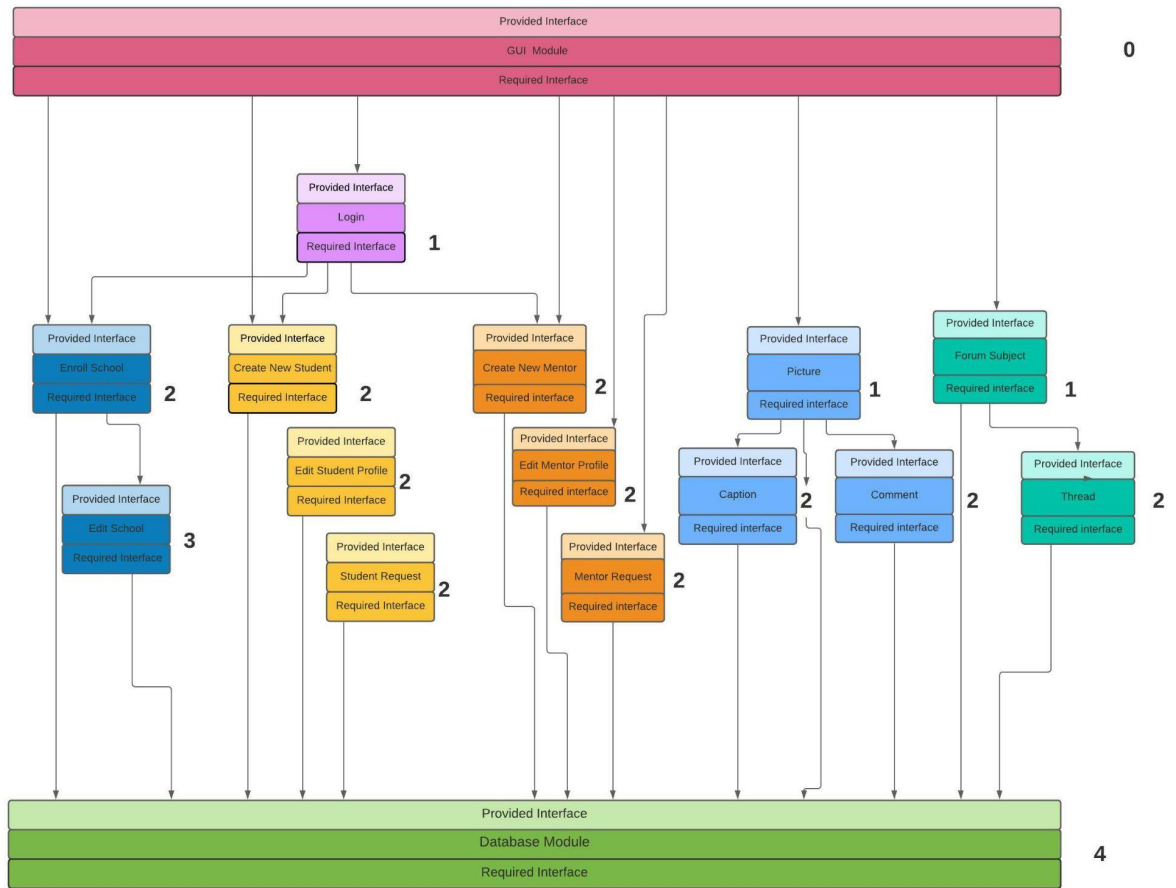 Provided Interface
GUI Module
0
Required Interface
Provided Interface
Login
Required Interface
1
Provided Interface
Enroll School
Required Interface
2
Provided Interface
Create New Student
Required Interface
2
Provided Interface
Create New Mentor
Required interface
2
Provided Interface
Picture
Required interface
1
Provided Interface
Forum Subject
Required interface
1
Provided Interface
Edit School
Required Interface
3
Provided Interface
Edit Student Profile
Required Interface
2
Provided Interface
Edit Mentor Profile
Required interface
2
Provided Interface
Caption
Required interface
2
Provided Interface
Comment
Required interface
2
Provided Interface
Thread
Required interface
2
Provided Interface
Student Request
Required Interface
2
Provided Interface
Mentor Request
Required interface
2
Provided Interface
Database Module
4
Required Interface